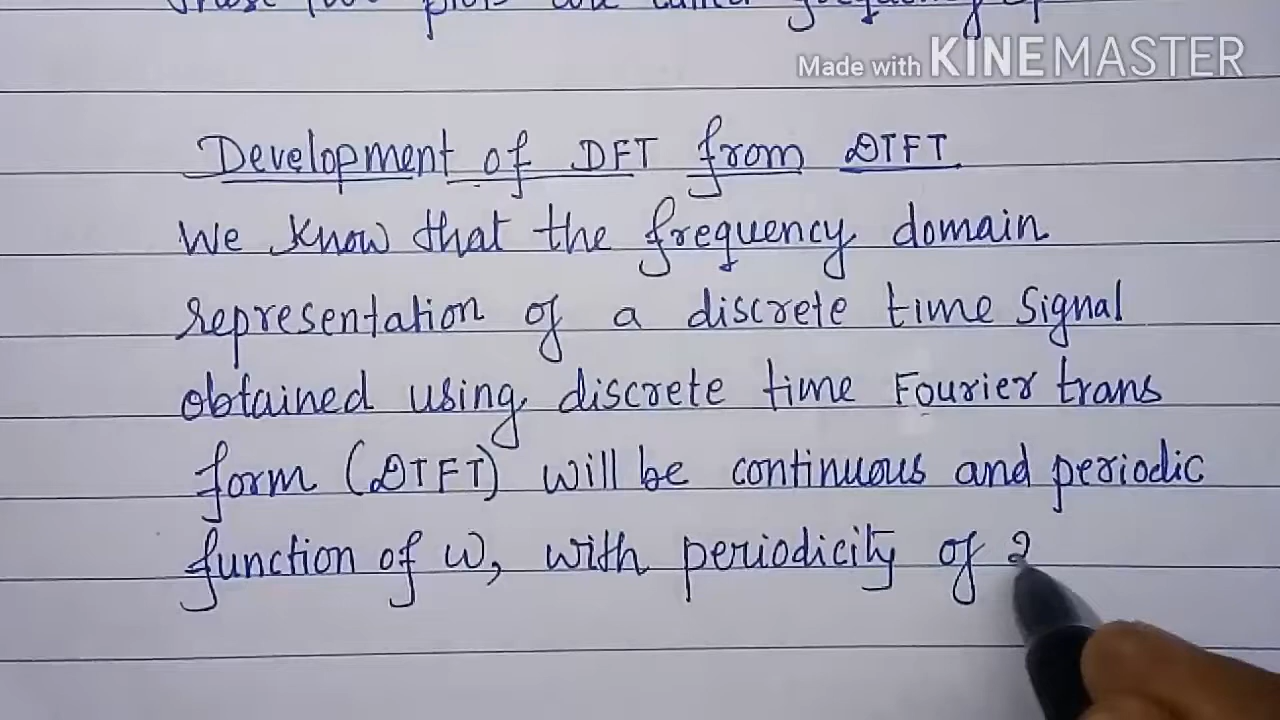 Made with KINEMASTER
Development of DFT from DTFT
We know that the frequency domain
representation of a discrete time signal
obtained using discrete time Fourier trans
form (DTFT) will be continuous and periodic
function of ω, with periodicity of 2